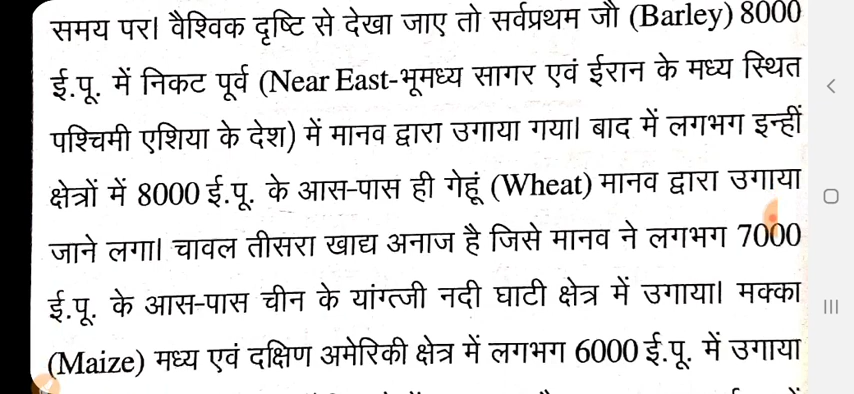 समय पर। वैश्विक दृष्टि से देखा जाए तो सर्वप्रथम जौ (Barley) 8000
ई.पू. में निकट पूर्व (Near East-भूमध्य सागर एवं ईरान के मध्य स्थित
पश्चिमी एशिया के देश) में मानव द्वारा उगाया गया। बाद में लगभग इन्हीं
क्षेत्रों में 8000 ई.पू. के आस-पास ही गेहूं (Wheat) मानव द्वारा उगाया
जाने लगा। चावल तीसरा खाद्य अनाज है जिसे मानव ने लगभग 7000
ई.पू. के आस-पास चीन के यांग्त्जी नदी घाटी क्षेत्र में उगाया। मक्का
(Maize) मध्य एवं दक्षिण अमेरिकी क्षेत्र में लगभग 6000 ई.पू. में उगाया